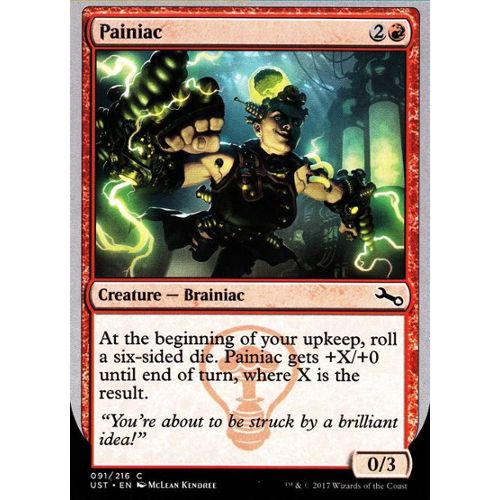 Painiac 2
Creature — Brainiac
At the beginning of your upkeep, roll
a six-sided die. Painiac gets +X/+0
until end of turn, where X is the
result.
“You’re about to be struck by a brilliant
idea!”
0/3
091/216 C
UST • EN McLean Kendree
™ & © 2017 Wizards of the Coast